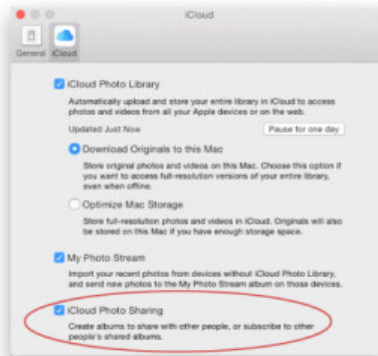 iCloud
General iCloud
iCloud Photo Library
Automatically upload and store your entire library in iCloud to access
photos and videos from all your Apple devices or on the web.
Updated Just Now Pause for one day
Download Originals to this Mac
Store original photos and videos on this Mac. Choose this option if
you want to access full-resolution versions of your entire library,
even when offline.
Optimize Mac Storage
Store full-resolution photos and videos in iCloud. Originals will also
be stored on this Mac if you have enough storage space.
My Photo Stream
Import your recent photos from devices without iCloud Photo Library,
and send new photos to the My Photo Stream album on those devices.
iCloud Photo Sharing
Create albums to share with other people, or subscribe to other
people's shared albums.